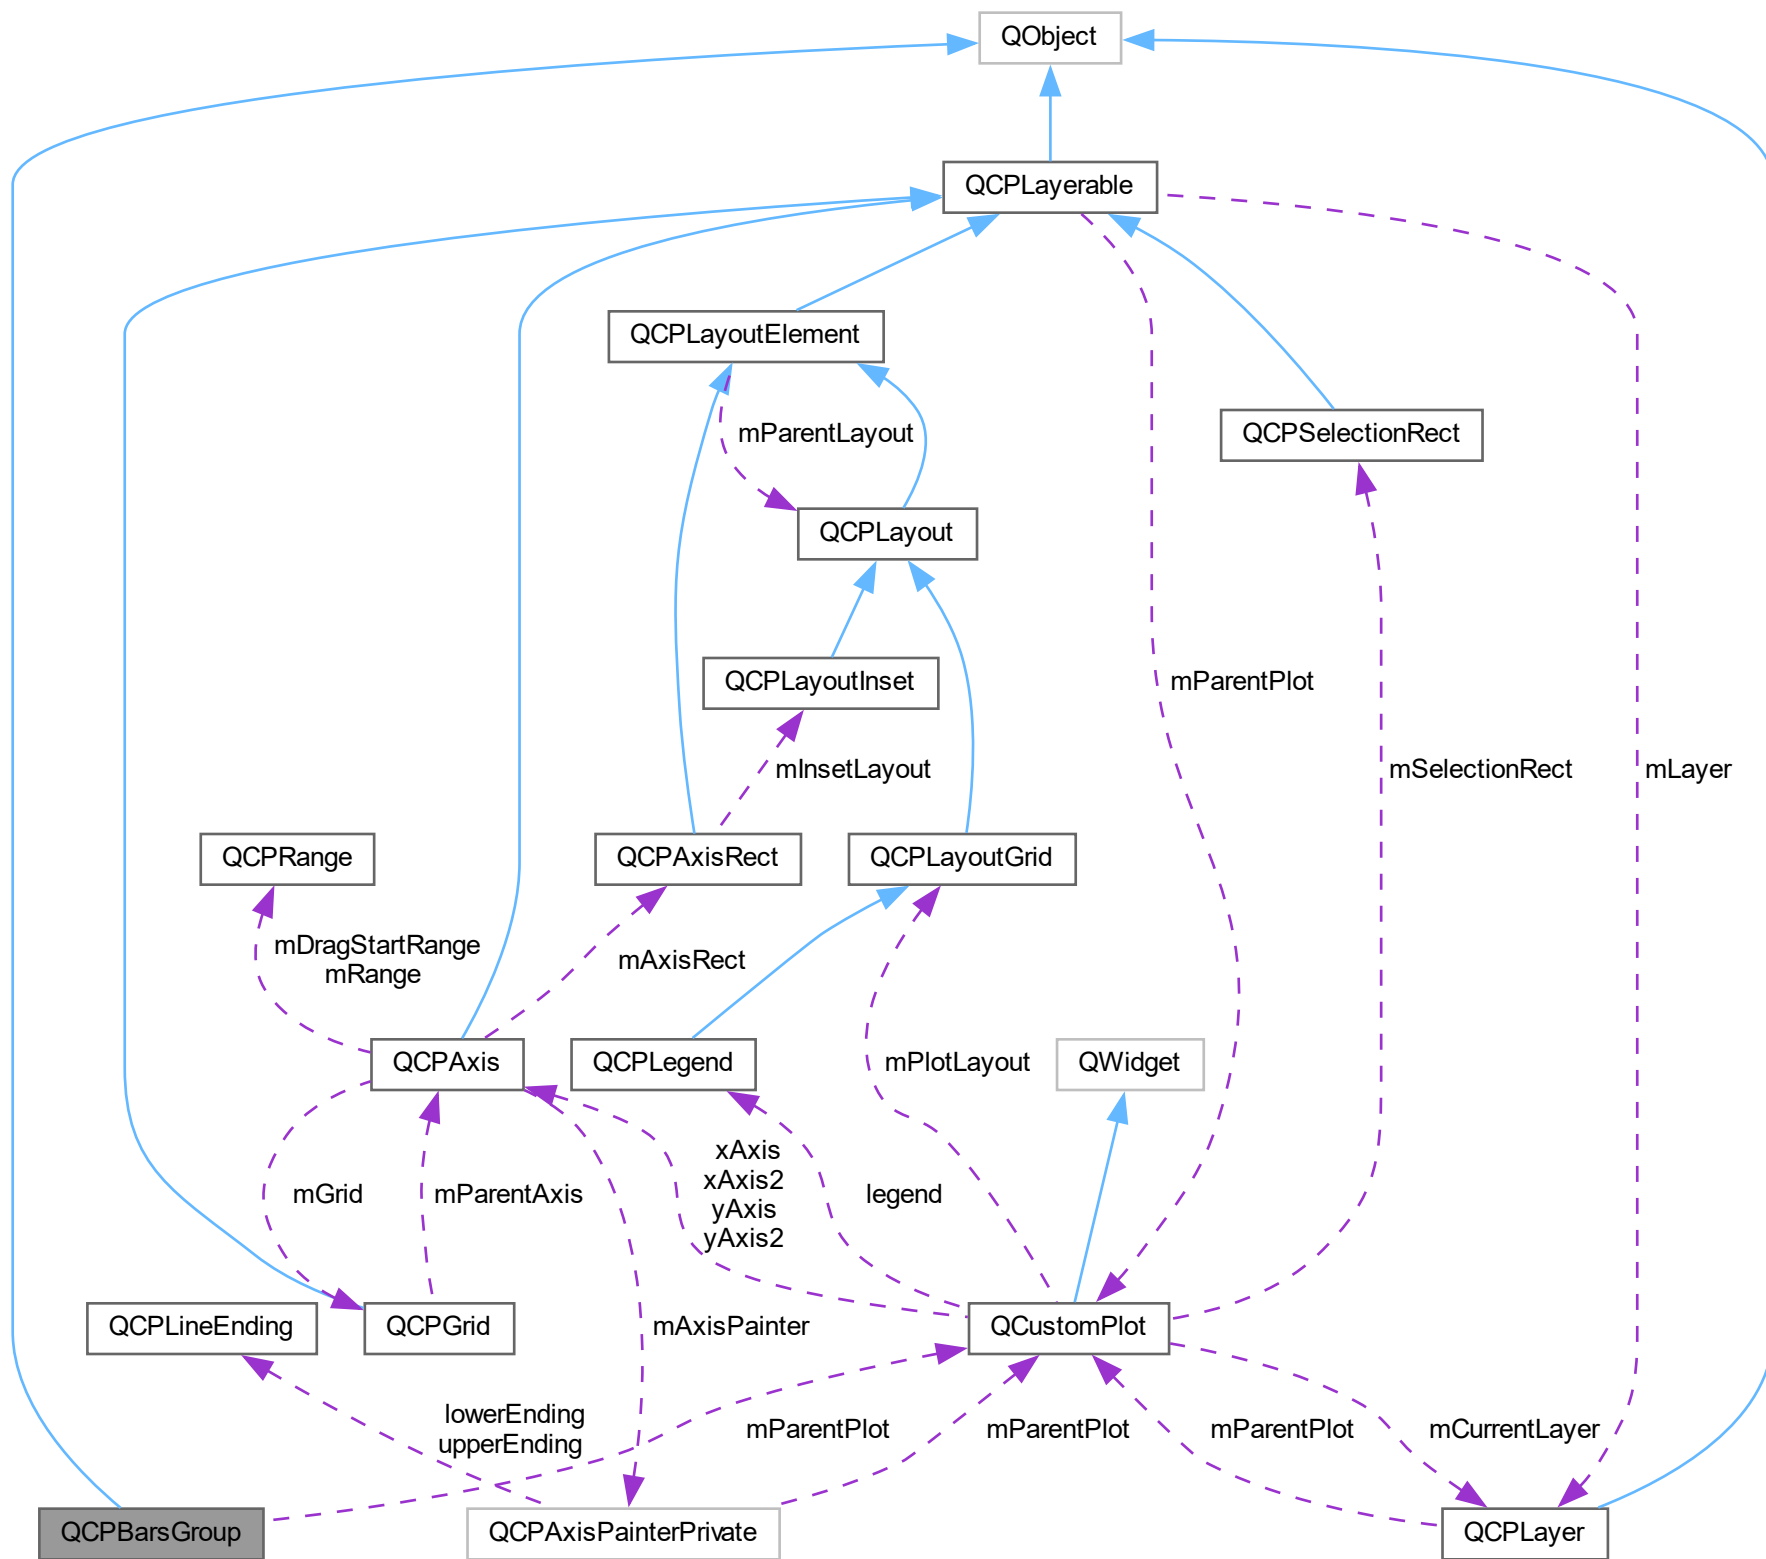 QObject
QCPLayerable
QCPLayoutElement
mParentLayout
QCPSelectionRect
QCPLayout
QCPLayoutInset
mParentPlot
mInsetLayout
mSelectionRect
mLayer
QCPRange
QCPAxisRect
QCPLayoutGrid
mDragStartRange
mRange
mAxisRect
QCPAxis
QCPLegend
mPlotLayout
QWidget
xAxis
xAxis2
yAxis
yAxis2
mGrid
mParentAxis
legend
QCPLineEnding
QCPGrid
mAxisPainter
QCustomPlot
lowerEnding
upperEnding
mParentPlot
mParentPlot
mParentPlot
mCurrentLayer
QCPBarsGroup
QCPAxisPainterPrivate
QCPLayer